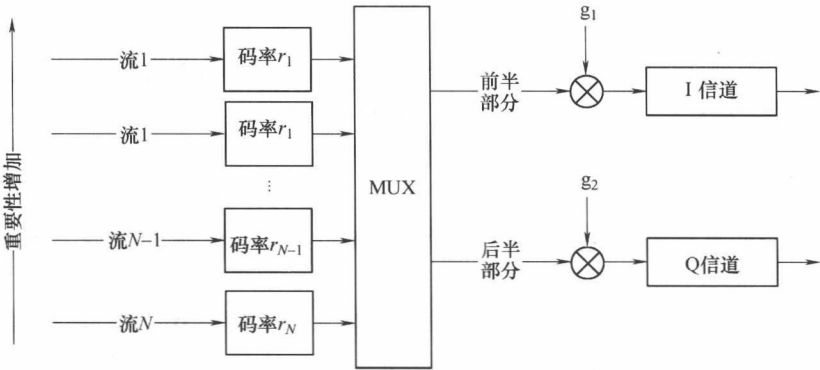 重要性增加
流1
码率r₁
流1
码率r₁
⋮
流N−1
码率r_{N−1}
流N
码率r_N
MUX
前半
部分
g₁
I 信道
后半
部分
g₂
Q信道